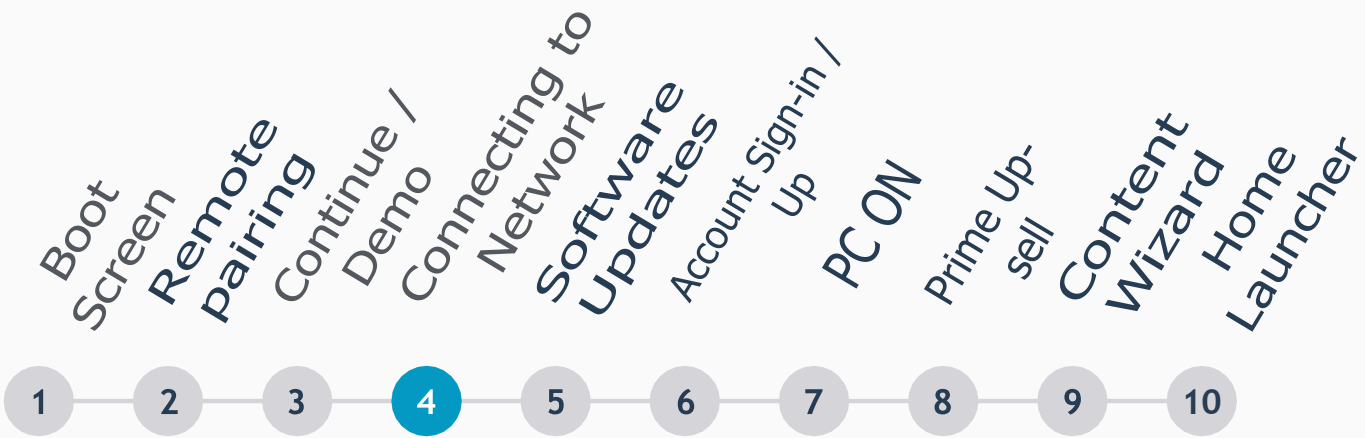 Boot
Screen
Remote
pairing
Continue /
Demo
Connecting to
Network
Software
Updates
Account Sign-in /
Up
PC ON
Prime Up-
sell
Content
Wizard
Home
Launcher
1 2 3 4 5 6 7 8 9 10